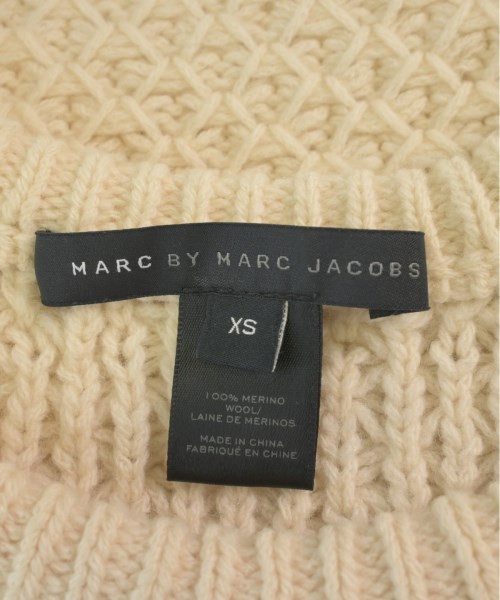 MARC BY MARC JACOBS
XS
100% MERINO
WOOL/
LAINE DE MERINOS
MADE IN CHINA
FABRIQUÉ EN CHINE